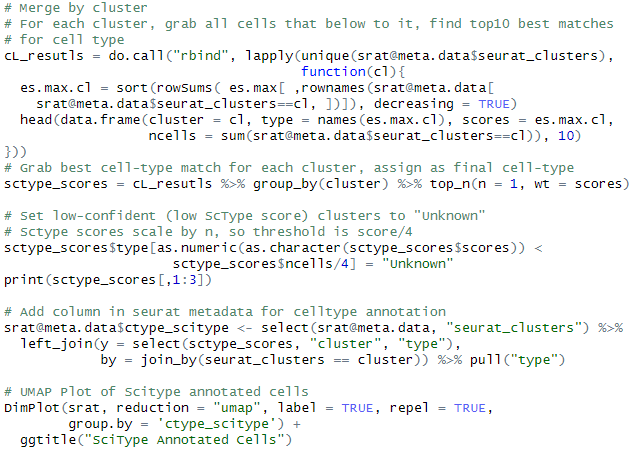 # Merge by cluster
# For each cluster, grab all cells that below to it, find top10 best matches
# for cell type
cL_resutls = do.call("rbind", lapply(unique(srat@meta.data$seurat_clusters),
                                     function(cl){
  es.max.cl = sort(rowSums( es.max[ ,rownames(srat@meta.data[
    srat@meta.data$seurat_clusters==cl, ])]), decreasing = TRUE)
  head(data.frame(cluster = cl, type = names(es.max.cl), scores = es.max.cl,
                  ncells = sum(srat@meta.data$seurat_clusters==cl)), 10)
}))
# Grab best cell-type match for each cluster, assign as final cell-type
sctype_scores = cL_resutls %>% group_by(cluster) %>% top_n(n = 1, wt = scores)

# Set low-confident (low ScType score) clusters to "Unknown"
# Sctype scores scale by n, so threshold is score/4
sctype_scores$type[as.numeric(as.character(sctype_scores$scores)) <
                     sctype_scores$ncells/4] = "Unknown"
print(sctype_scores[,1:3])

# Add column in seurat metadata for celltype annotation
srat@meta.data$ctype_scitype <- select(srat@meta.data, "seurat_clusters") %>%
  left_join(y = select(sctype_scores, "cluster", "type"),
            by = join_by(seurat_clusters == cluster)) %>% pull("type")

# UMAP Plot of Scitype annotated cells
DimPlot(srat, reduction = "umap", label = TRUE, repel = TRUE,
        group.by = 'ctype_scitype') +
  ggtitle("SciType Annotated Cells")